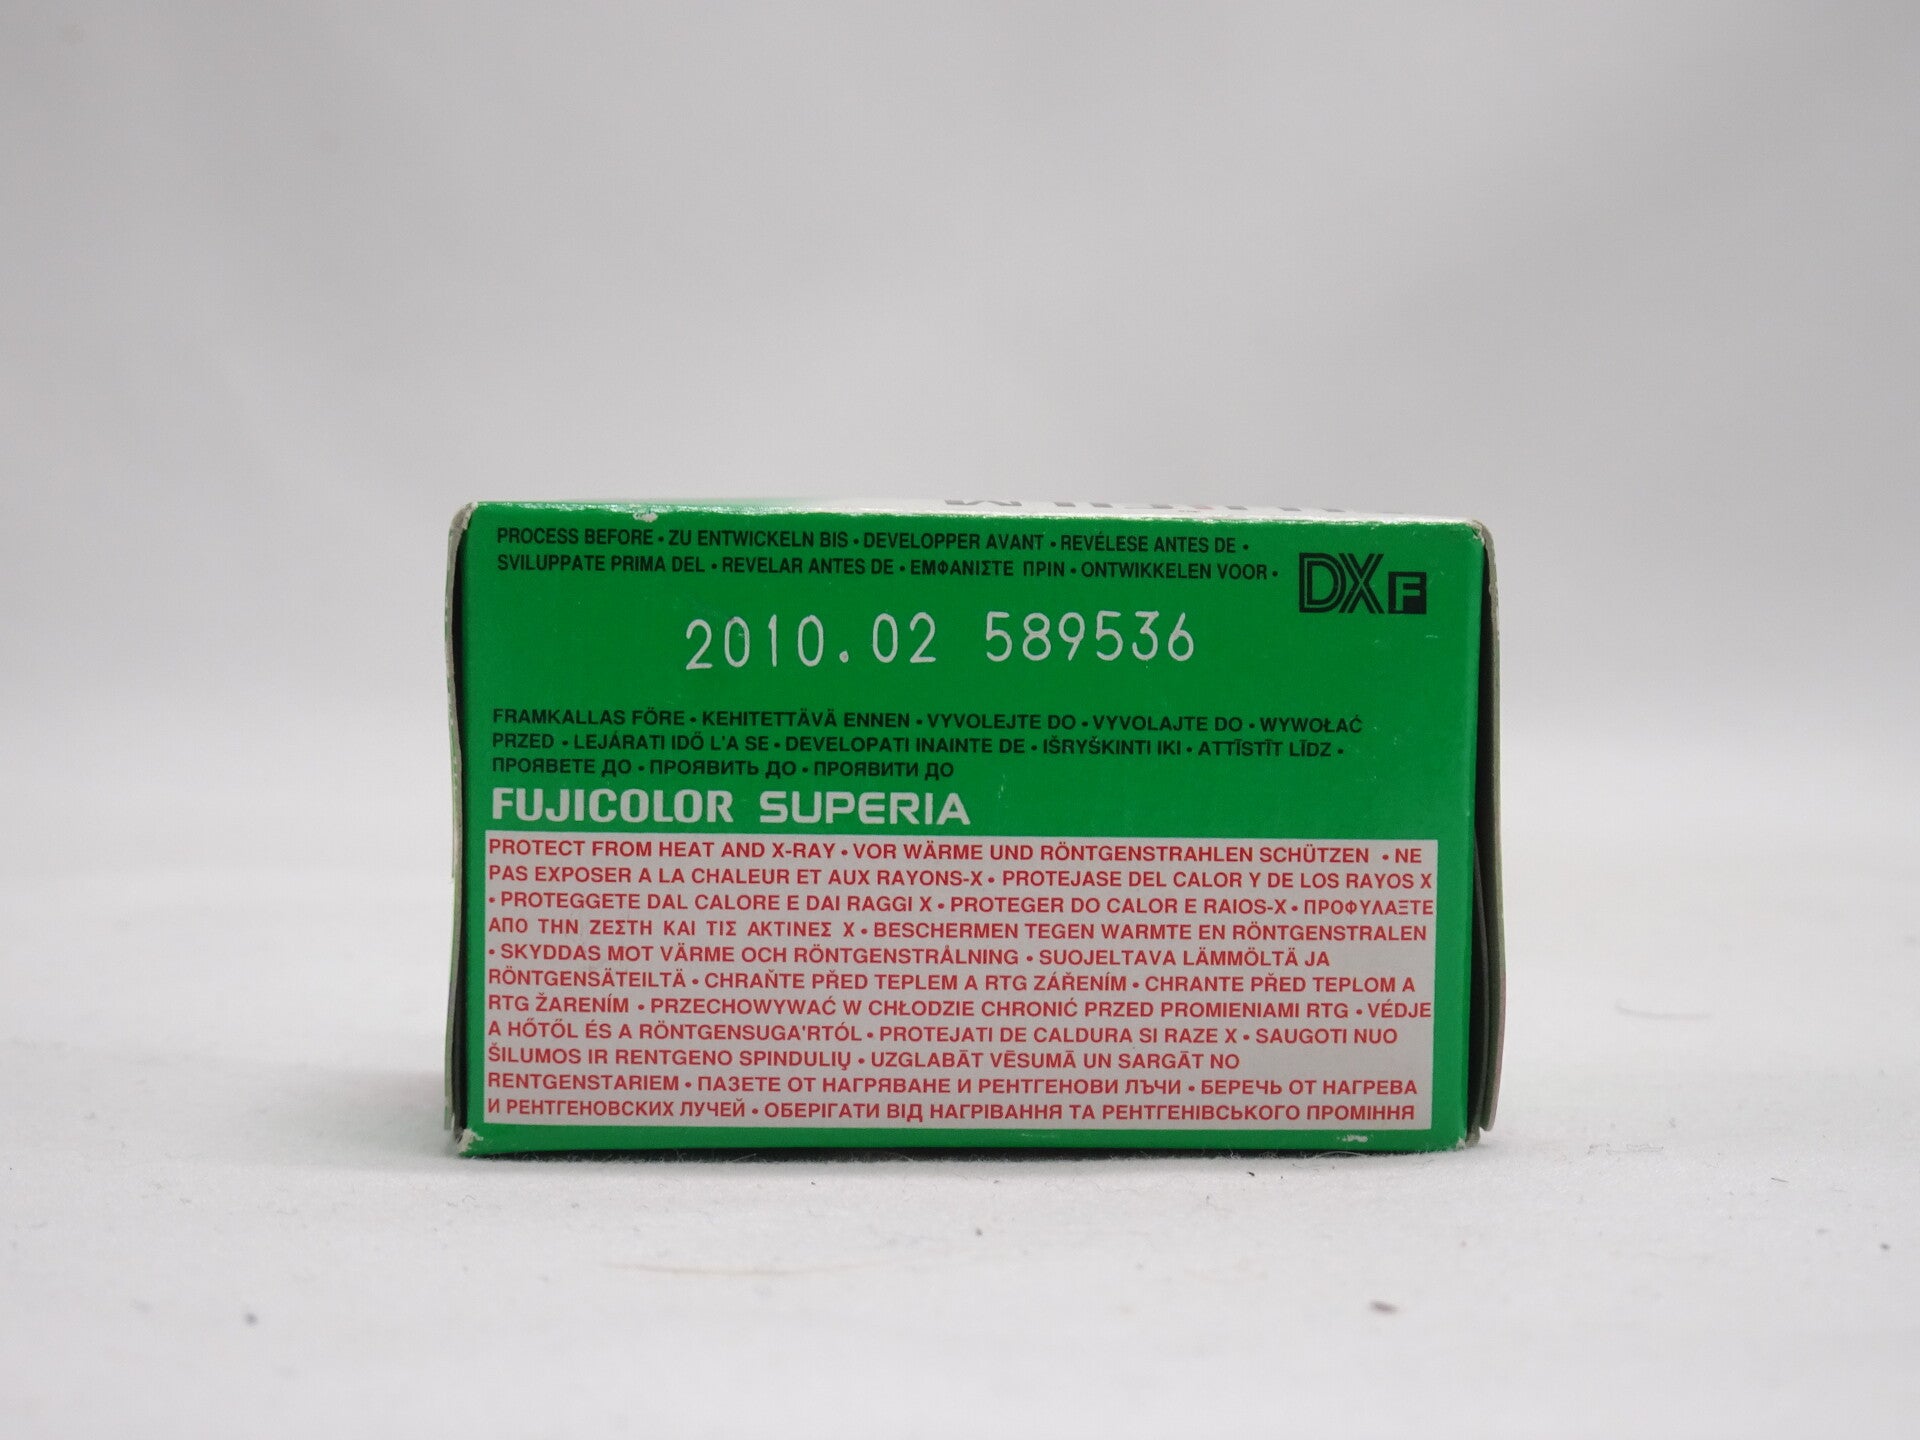 PROCESS BEFORE • ZU ENTWICKELN BIS • DEVELOPPER AVANT • REVÉLESE ANTES DE •
SVILUPPATE PRIMA DEL • REVELAR ANTES DE • ΕΜΦΑΝΙΣΤΕ ΠΡΙΝ • ONTWIKKELEN VOOR •
DX F
2010.02 589536
FRAMKALLAS FÖRE • KEHITETTÄVÄ ENNEN • VYVOLEJTE DO • VYVOLAJTE DO • WYWOŁAĆ
PRZED • LEJÁRATI IDŐ L'A SE • DEVELOPATI INAINTE DE • IŠRYŠKINTI IKI • ATTĪSTĪT LĪDZ •
ПРОЯВЕТЕ ДО • ПРОЯВИТЬ ДО • ПРОЯВИТИ ДО
FUJICOLOR SUPERIA
PROTECT FROM HEAT AND X-RAY • VOR WÄRME UND RÖNTGENSTRAHLEN SCHÜTZEN • NE
PAS EXPOSER A LA CHALEUR ET AUX RAYONS-X • PROTEJASE DEL CALOR Y DE LOS RAYOS X
• PROTEGGETE DAL CALORE E DAI RAGGI X • PROTEGER DO CALOR E RAIOS-X • ΠΡΟΦΥΛΑΞΤΕ
ΑΠΟ ΤΗΝ ΖΕΣΤΗ ΚΑΙ ΤΙΣ ΑΚΤΙΝΕΣ Χ • BESCHERMEN TEGEN WARMTE EN RÖNTGENSTRALEN
• SKYDDAS MOT VÄRME OCH RÖNTGENSTRÅLNING • SUOJELTAVA LÄMMÖLTÄ JA
RÖNTGENSÄTEILTÄ • CHRAŇTE PŘED TEPLEM A RTG ZÁŘENÍM • CHRANTE PŘED TEPLOM A
RTG ŽARENÍM • PRZECHOWYWAĆ W CHŁODZIE CHRONIĆ PRZED PROMIENIAMI RTG • VÉDJE
A HŐTŐL ÉS A RÖNTGENSUGA'RTÓL • PROTEJATI DE CALDURA SI RAZE X • SAUGOTI NUO
ŠILUMOS IR RENTGENO SPINDULIŲ • UZGLABĀT VĒSUMĀ UN SARGĀT NO
RENTGENSTARIEM • ПАЗЕТЕ ОТ НАГРЯВАНЕ И РЕНТГЕНОВИ ЛЪЧИ • БЕРЕЧЬ ОТ НАГРЕВА
И РЕНТГЕНОВСКИХ ЛУЧЕЙ • ОБЕРІГАТИ ВІД НАГРІВАННЯ ТА РЕНТГЕНІВСЬКОГО ПРОМІННЯ